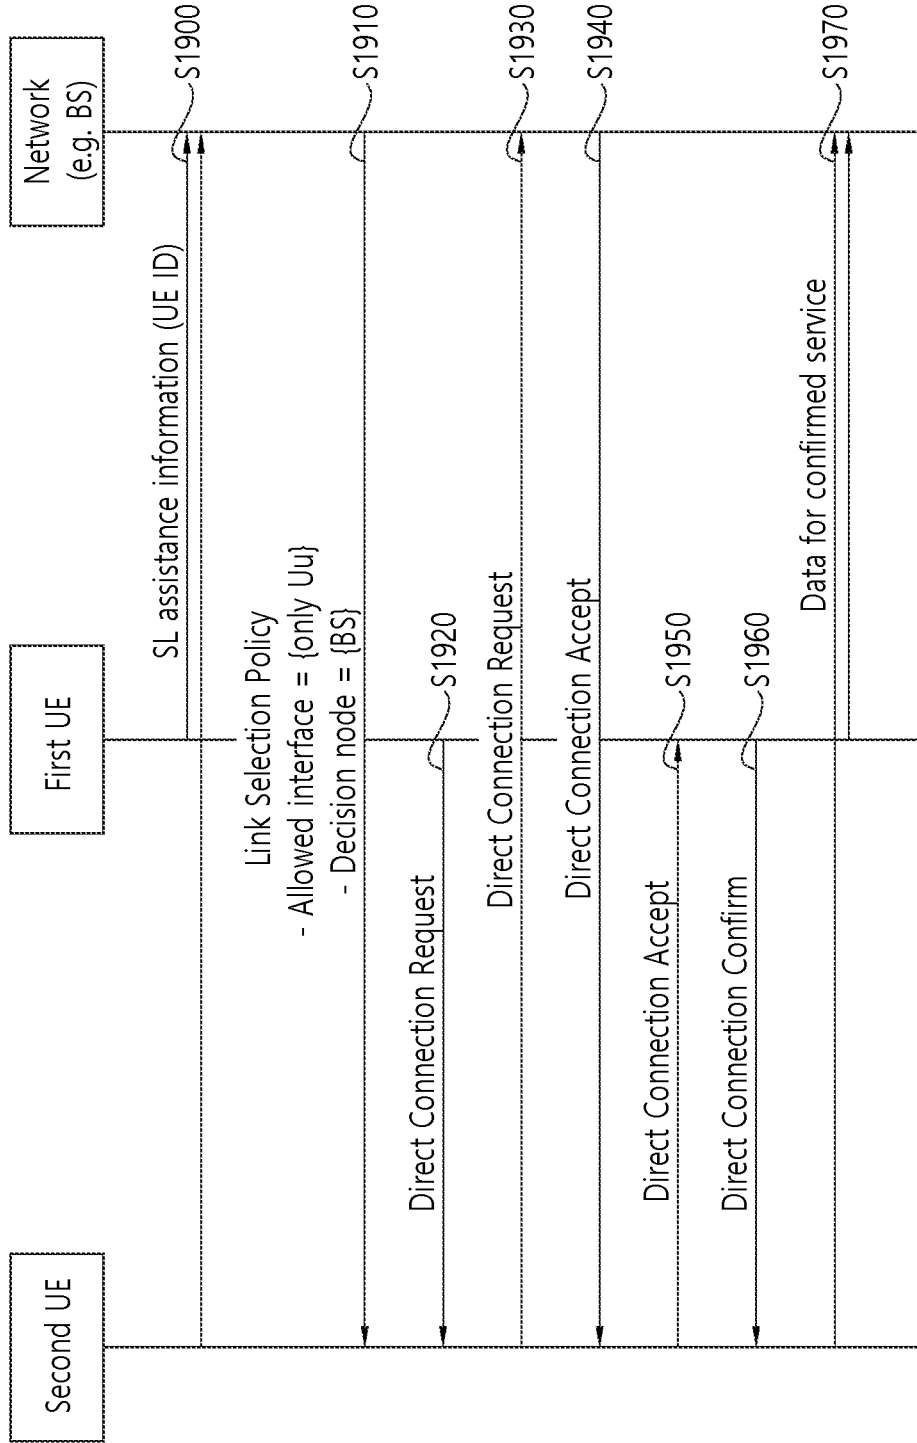 Second UE
First UE
Network
(e.g. BS)
SL assistance information (UE ID)
S1900
Link Selection Policy
- Allowed interface = {only Uu}
- Decision node = {BS}
S1910
Direct Connection Request
S1920
Direct Connection Request
S1930
Direct Connection Accept
S1940
Direct Connection Accept
S1950
Direct Connection Confirm
S1960
Data for confirmed service
S1970